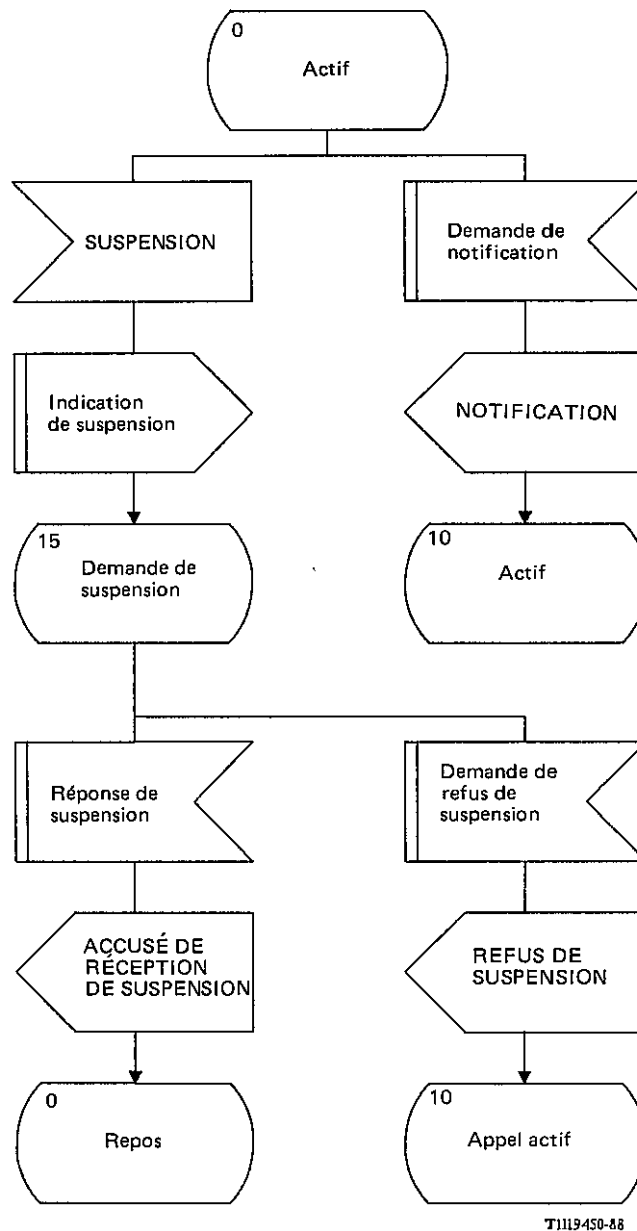 0
Actif
SUSPENSION
Demande de
notification
Indication
de suspension
NOTIFICATION
15
Demande de
suspension
10
Actif
Réponse de
suspension
Demande de
refus de
suspension
ACCUSÉ DE
RÉCEPTION
DE SUSPENSION
REFUS DE
SUSPENSION
0
Repos
10
Appel actif
T1119450-88